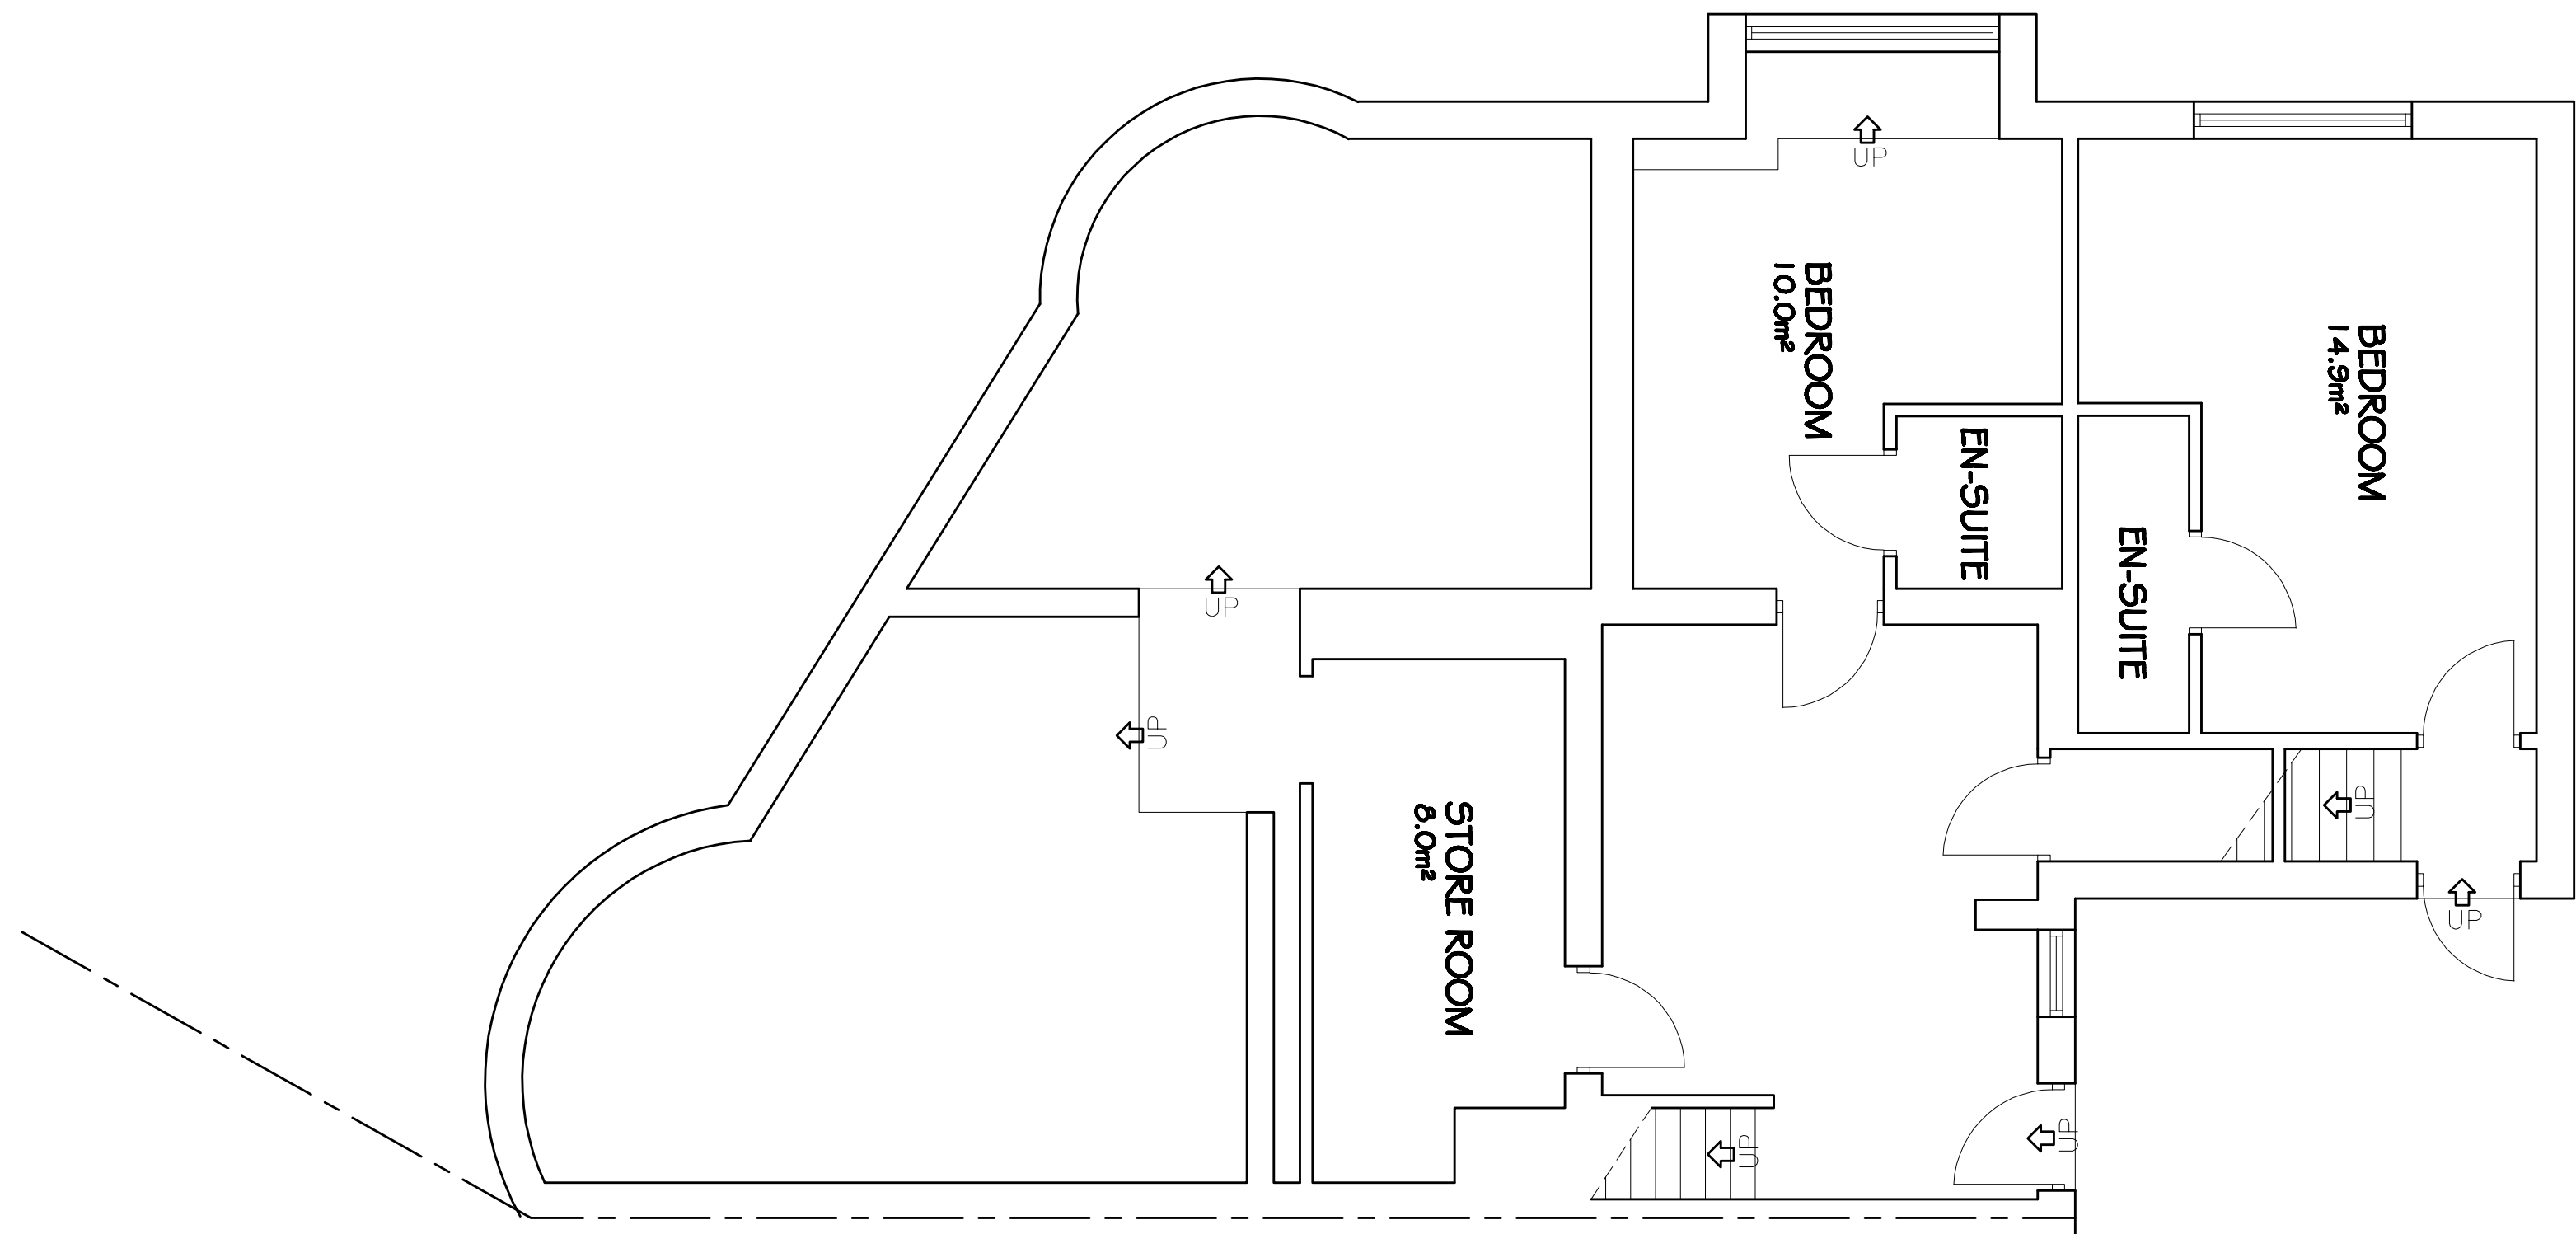 UP
BEDROOM
10.0m²
BEDROOM
14.9m²
EN-SUITE
EN-SUITE
UP
UP
UP
UP
STORE ROOM
8.0m²
UP
UP